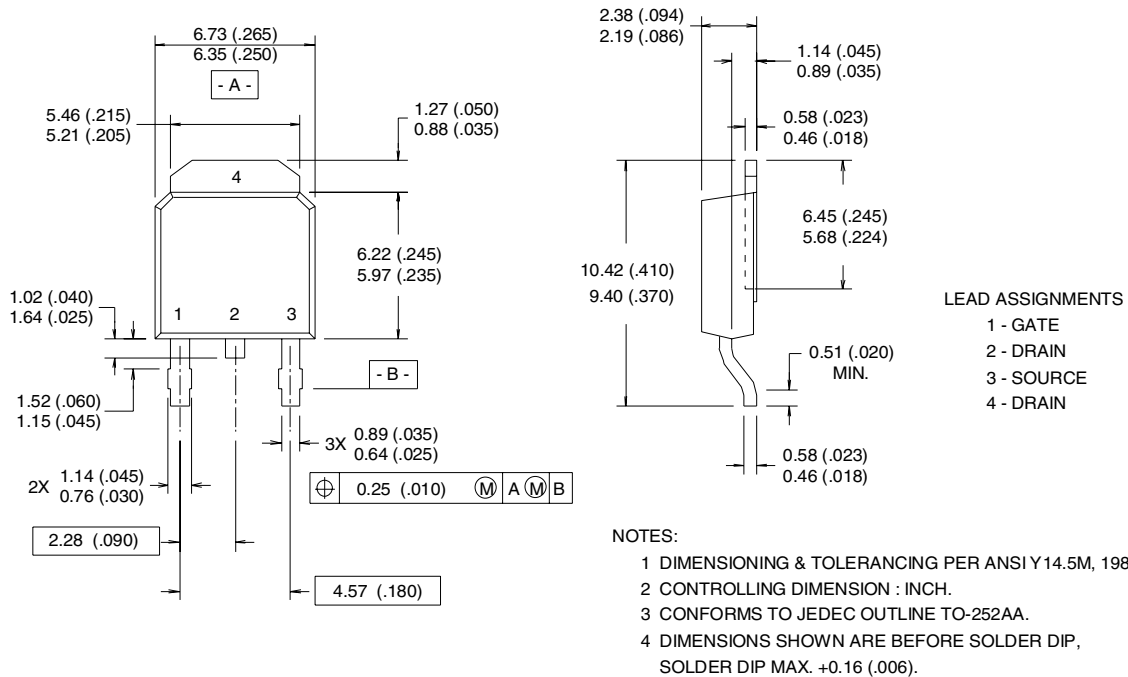 6.73 (.265)
6.35 (.250)
- A -
5.46 (.215)
5.21 (.205)
1.27 (.050)
0.88 (.035)
4
6.22 (.245)
5.97 (.235)
1.02 (.040)
1.64 (.025)
1 2 3
- B -
1.52 (.060)
1.15 (.045)
3X 0.89 (.035)
0.64 (.025)
2X 1.14 (.045)
0.76 (.030)
⌖ 0.25 (.010) Ⓜ A Ⓜ B
2.28 (.090)
4.57 (.180)
2.38 (.094)
2.19 (.086)
1.14 (.045)
0.89 (.035)
0.58 (.023)
0.46 (.018)
6.45 (.245)
5.68 (.224)
10.42 (.410)
9.40 (.370)
0.51 (.020)
MIN.
0.58 (.023)
0.46 (.018)
LEAD ASSIGNMENTS
1 - GATE
2 - DRAIN
3 - SOURCE
4 - DRAIN
NOTES:
1 DIMENSIONING & TOLERANCING PER ANSI Y14.5M, 198
2 CONTROLLING DIMENSION : INCH.
3 CONFORMS TO JEDEC OUTLINE TO-252AA.
4 DIMENSIONS SHOWN ARE BEFORE SOLDER DIP,
SOLDER DIP MAX. +0.16 (.006).